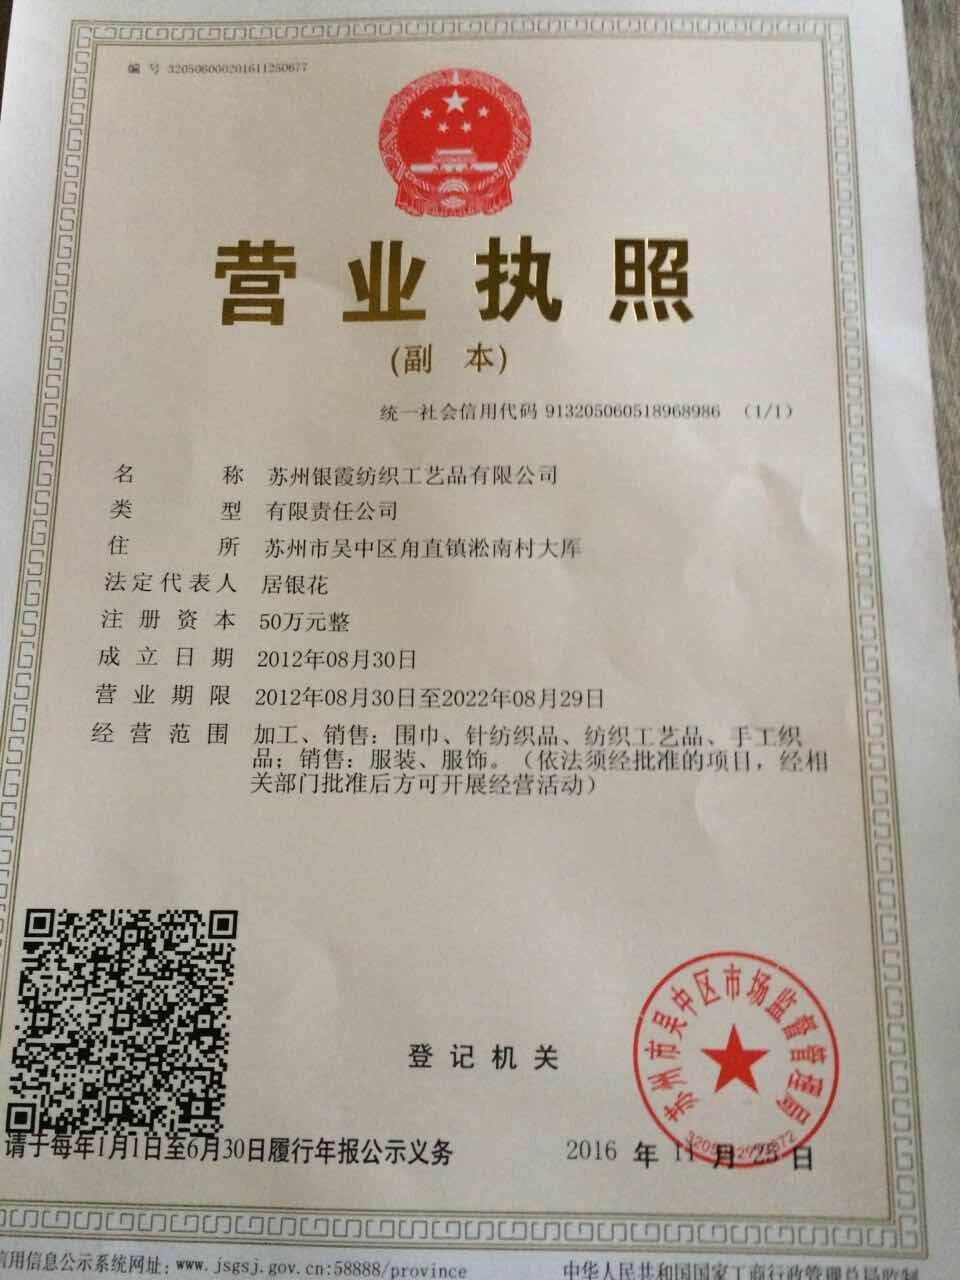 编 号 320506000201611250677
营业执照
(副 本)
统一社会信用代码 913205060518968986 （1/1）
名 称 苏州银霞纺织工艺品有限公司
类 型 有限责任公司
住 所 苏州市吴中区甪直镇淞南村大厍
法定代表人 居银花
注册资本 50万元整
成立日期 2012年08月30日
营业期限 2012年08月30日至2022年08月29日
经营范围 加工、销售：围巾、针纺织品、纺织工艺品、手工织
品；销售：服装、服饰。（依法须经批准的项目，经相
关部门批准后方可开展经营活动）
苏州市吴中区市场监督管理局
登记机关
请于每年1月1日至6月30日履行年报公示义务
2016 年 11 月 25 日
信用信息公示系统网址：www.jsgsj.gov.cn:58888/province
中华人民共和国国家工商行政管理总局监制